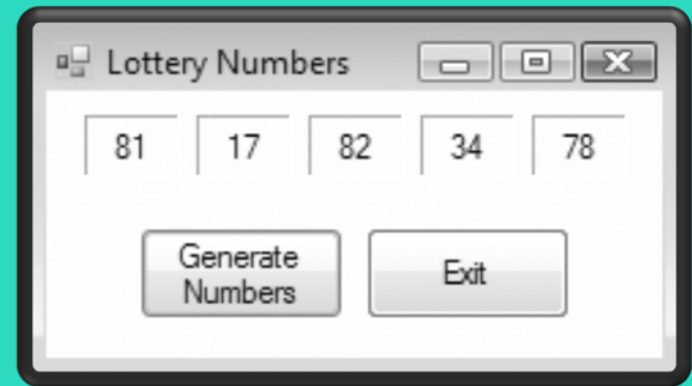 Lottery Numbers
81 17 82 34 78
Generate
Numbers
Exit